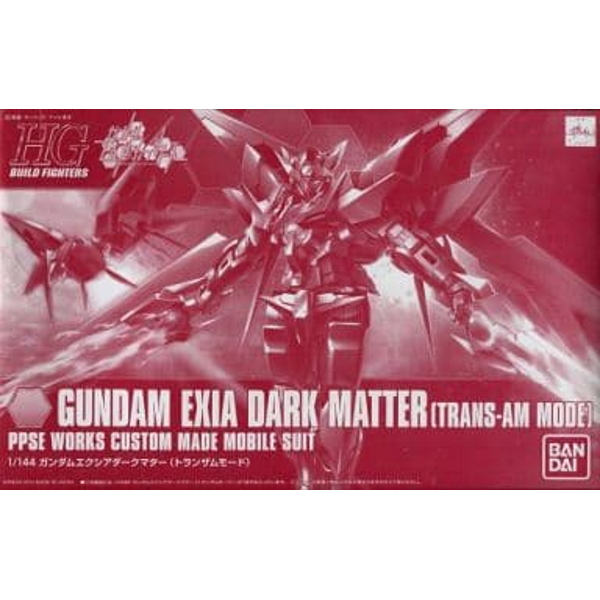 HG
BUILD FIGHTERS
GUNDAM EXIA DARK MATTER [TRANS-AM MODE]
PPSE WORKS CUSTOM MADE MOBILE SUIT
1/144 ガンダムエクシアダークマター（トランザムモード）
BAN
DAI